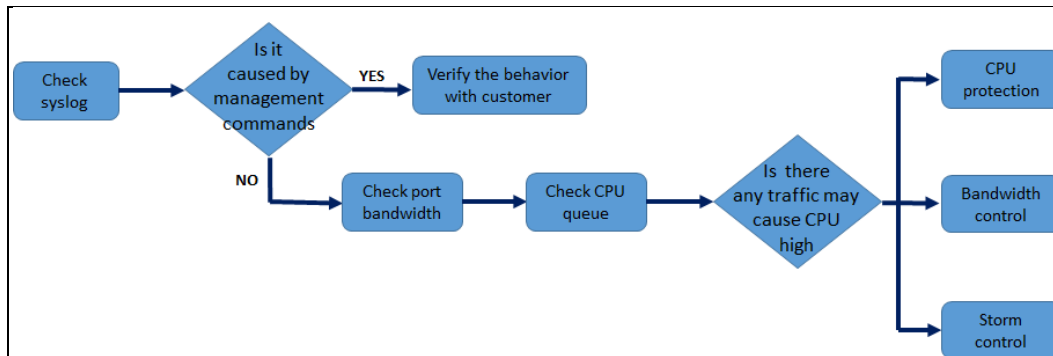 Check
syslog
Is it
caused by
management
commands
YES
Verify the behavior
with customer
NO
Check port
bandwidth
Check CPU
queue
Is there
any traffic may
cause CPU
high
CPU
protection
Bandwidth
control
Storm
control